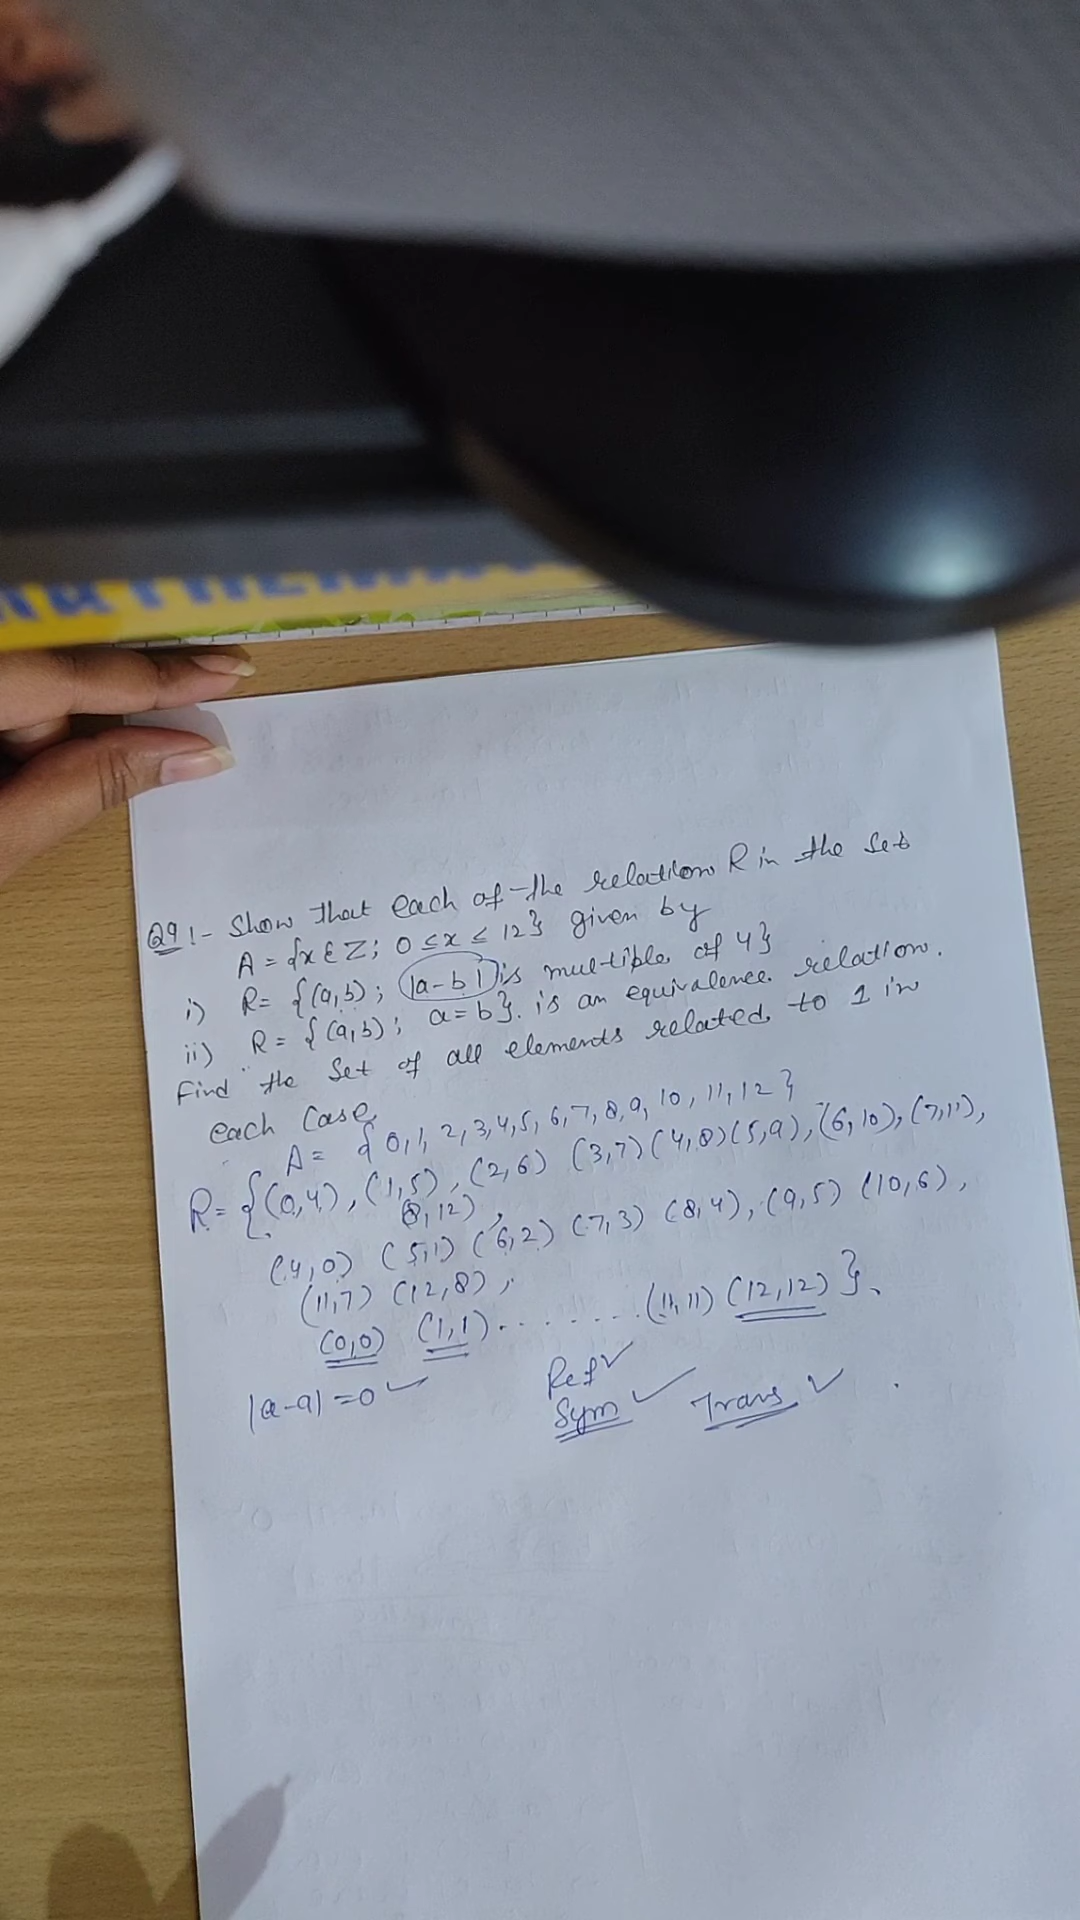 MATHEMA
Q9 !- Show that each of the relation R in the set
A = {x ∈ Z; 0 ≤ x ≤ 12} given by
i) R = {(a,b); |a-b| is multiple of 4}
ii) R = {(a,b); a=b}. is an equivalence relation.
Find the set of all elements related to 1 in
each case.
A = {0,1,2,3,4,5,6,7,8,9,10,11,12}
R = {(0,4), (1,5), (2,6) (3,7) (4,8) (5,9), (6,10), (7,11),
(8,12),
(4,0) (5,1) (6,2) (7,3) (8,4), (9,5) (10,6),
(11,7) (12,8),
(0,0) (1,1) ........ (11,11) (12,12)}.
|a-a| = 0 ✓
Ref ✓
Sym ✓ Trans ✓